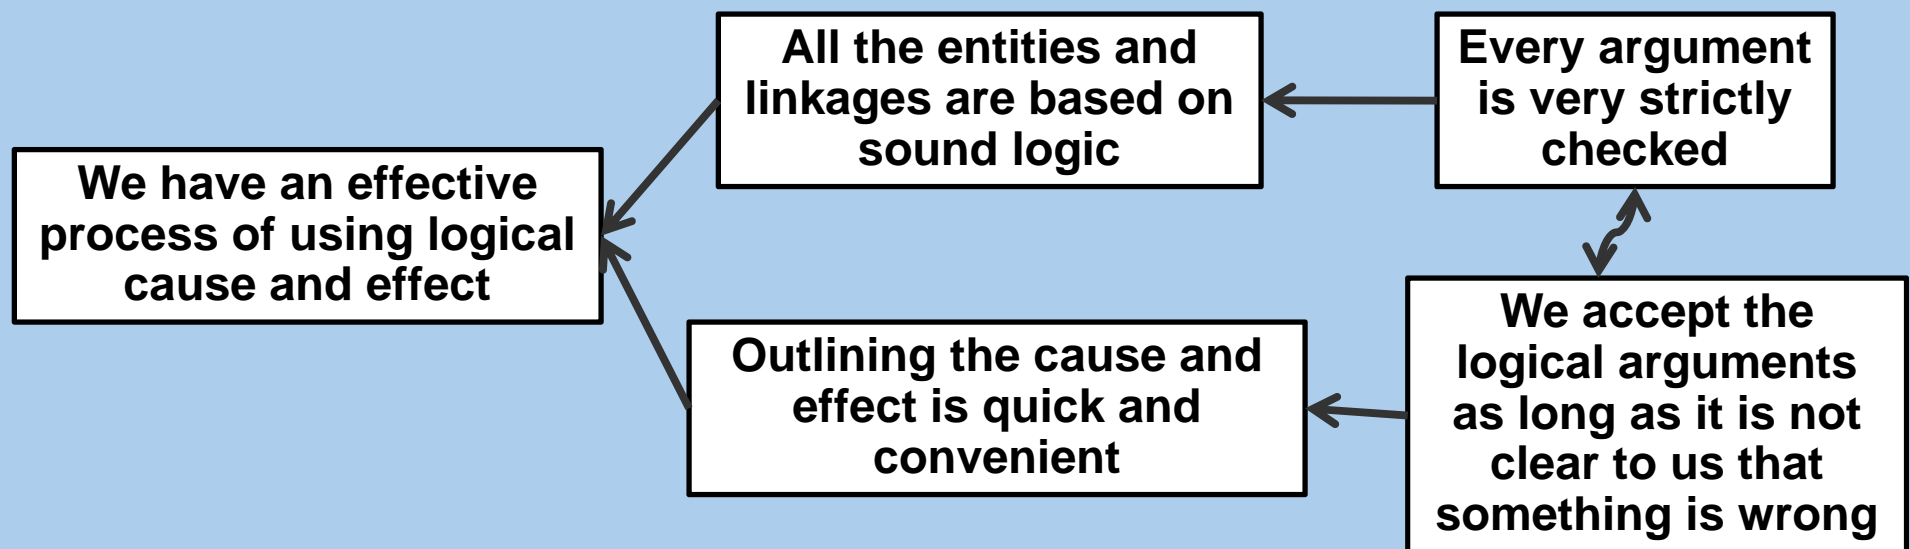 We have an effective
process of using logical
cause and effect
All the entities and
linkages are based on
sound logic
Every argument
is very strictly
checked
Outlining the cause and
effect is quick and
convenient
We accept the
logical arguments
as long as it is not
clear to us that
something is wrong